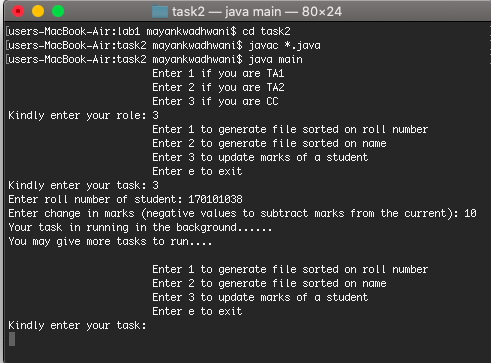 task2 — java main — 80×24
[users-MacBook-Air:lab1 mayankwadhwani$ cd task2
[users-MacBook-Air:task2 mayankwadhwani$ javac *.java
[users-MacBook-Air:task2 mayankwadhwani$ java main
Enter 1 if you are TA1
Enter 2 if you are TA2
Enter 3 if you are CC
Kindly enter your role: 3
Enter 1 to generate file sorted on roll number
Enter 2 to generate file sorted on name
Enter 3 to update marks of a student
Enter e to exit
Kindly enter your task: 3
Enter roll number of student: 170101038
Enter change in marks (negative values to subtract marks from the current): 10
Your task in running in the background......
You may give more tasks to run....
Enter 1 to generate file sorted on roll number
Enter 2 to generate file sorted on name
Enter 3 to update marks of a student
Enter e to exit
Kindly enter your task: